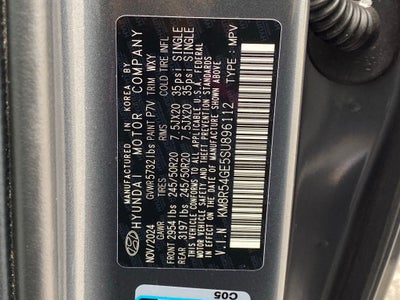 MANUFACTURED IN KOREA BY
HYUNDAI MOTOR COMPANY
NOV/2024 GVWR5732lbs PAINT P7V TRIM WXY
GAWR TIRES RIMS COLD TIRE INFL
FRONT 2954lbs 245/50R20 7.5JX20 35psi SINGLE
REAR 3197lbs 245/50R20 7.5JX20 35psi SINGLE
THIS VEHICLE CONFORMS TO ALL APPLICABLE U.S. FEDERAL
MOTOR VEHICLE SAFETY, BUMPER, AND THEFT PREVENTION STANDARDS
IN EFFECT ON THE DATE OF MANUFACTURE SHOWN ABOVE
V.I.N KM8P54GE5SU896112 TYPE: MPV
C05